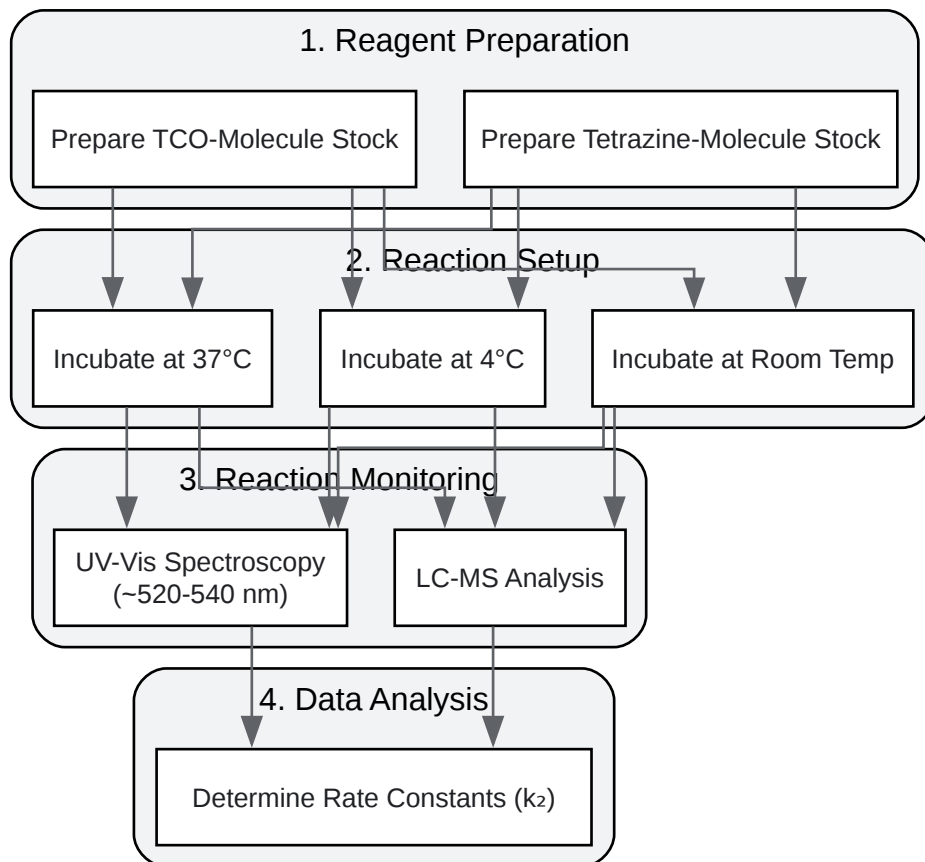 1. Reagent Preparation
Prepare TCO-Molecule Stock
Prepare Tetrazine-Molecule Stock
2. Reaction Setup
Incubate at 37°C
Incubate at 4°C
Incubate at Room Temp
3. Reaction Monitoring
UV-Vis Spectroscopy
(~520-540 nm)
LC-MS Analysis
4. Data Analysis
Determine Rate Constants (k₂)